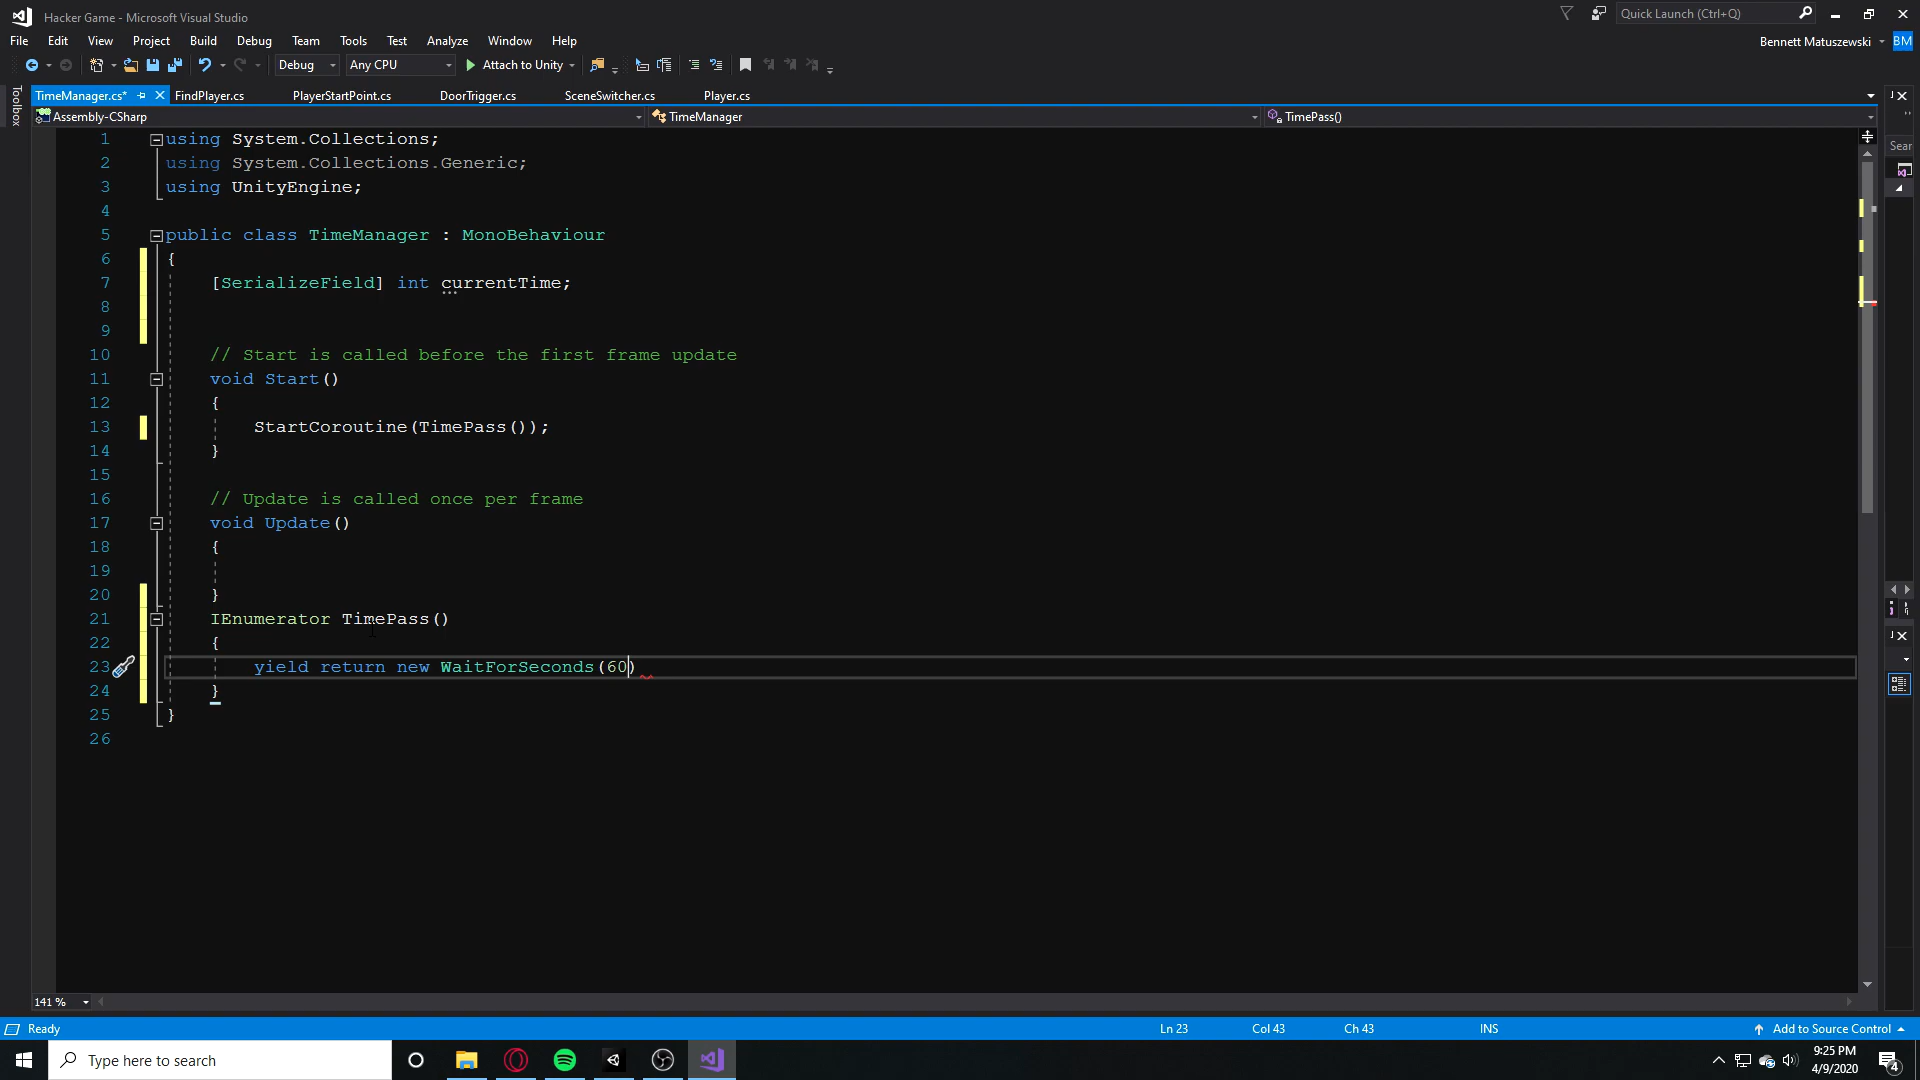 Hacker Game - Microsoft Visual Studio
Quick Launch (Ctrl+Q)
File Edit View Project Build Debug Team Tools Test Analyze Window Help
Bennett Matuszewski BM
Debug Any CPU Attach to Unity
Toolbox
TimeManager.cs* FindPlayer.cs PlayerStartPoint.cs DoorTrigger.cs SceneSwitcher.cs Player.cs
Assembly-CSharp TimeManager TimePass()
Sear
1 using System.Collections;
2 using System.Collections.Generic;
3 using UnityEngine;
4
5 public class TimeManager : MonoBehaviour
6 {
7 [SerializeField] int currentTime;
8
9
10 // Start is called before the first frame update
11 void Start()
12 {
13 StartCoroutine(TimePass());
14 }
15
16 // Update is called once per frame
17 void Update()
18 {
19
20 }
21 IEnumerator TimePass()
22 {
23 yield return new WaitForSeconds(60)
24 }
25 }
26
141 %
Ready Ln 23 Col 43 Ch 43 INS Add to Source Control
Type here to search
9:25 PM
4/9/2020
4